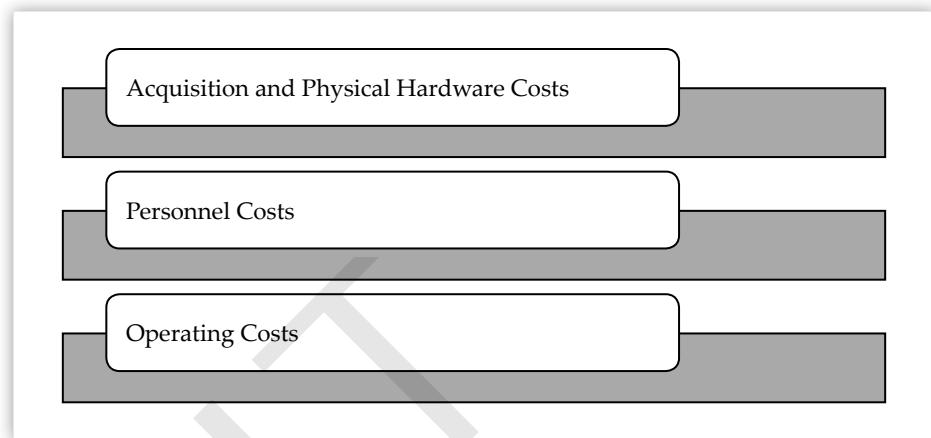 Acquisition and Physical Hardware Costs
Personnel Costs
Operating Costs